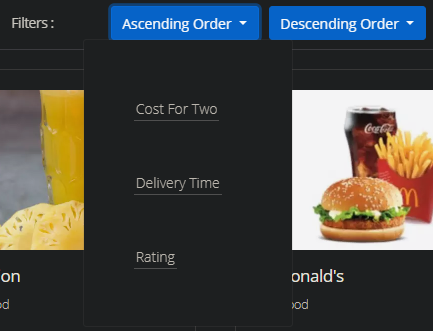 Filters :
Ascending Order
Descending Order
Cost For Two
Delivery Time
Rating
Coca-Cola
on
onald's
od
ood